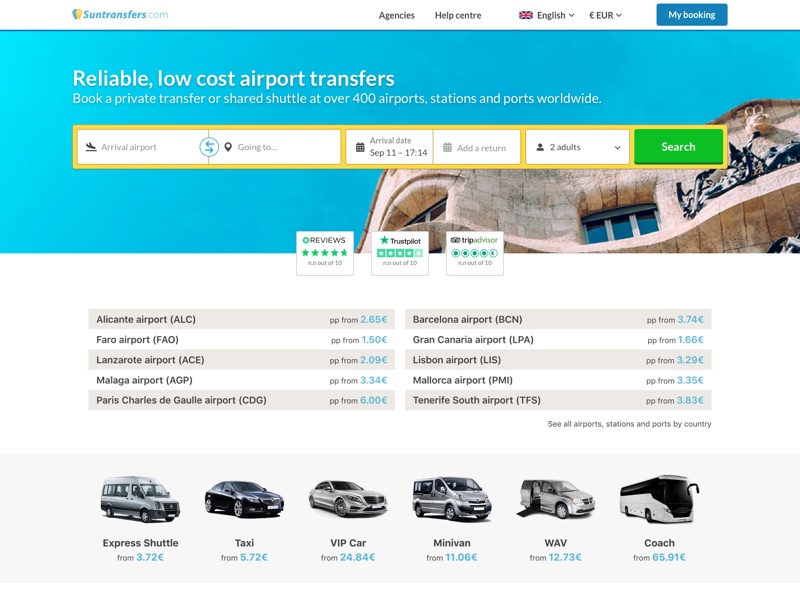 Suntransfers.com
Agencies
Help centre
English
€ EUR
My booking
Reliable, low cost airport transfers
Book a private transfer or shared shuttle at over 400 airports, stations and ports worldwide.
Arrival airport
Going to...
Arrival date
Sep 11 – 17:14
Add a return
2 adults
Search
REVIEWS
n.n out of 10
Trustpilot
n.n out of 10
tripadvisor
n.n out of 10
Alicante airport (ALC) pp from 2.65€
Barcelona airport (BCN) pp from 3.74€
Faro airport (FAO) pp from 1.50€
Gran Canaria airport (LPA) pp from 1.66€
Lanzarote airport (ACE) pp from 2.09€
Lisbon airport (LIS) pp from 3.29€
Malaga airport (AGP) pp from 3.34€
Mallorca airport (PMI) pp from 3.35€
Paris Charles de Gaulle airport (CDG) pp from 6.00€
Tenerife South airport (TFS) pp from 3.83€
See all airports, stations and ports by country
Express Shuttle
from 3.72€
Taxi
from 5.72€
VIP Car
from 24.84€
Minivan
from 11.06€
WAV
from 12.73€
Coach
from 65.91€